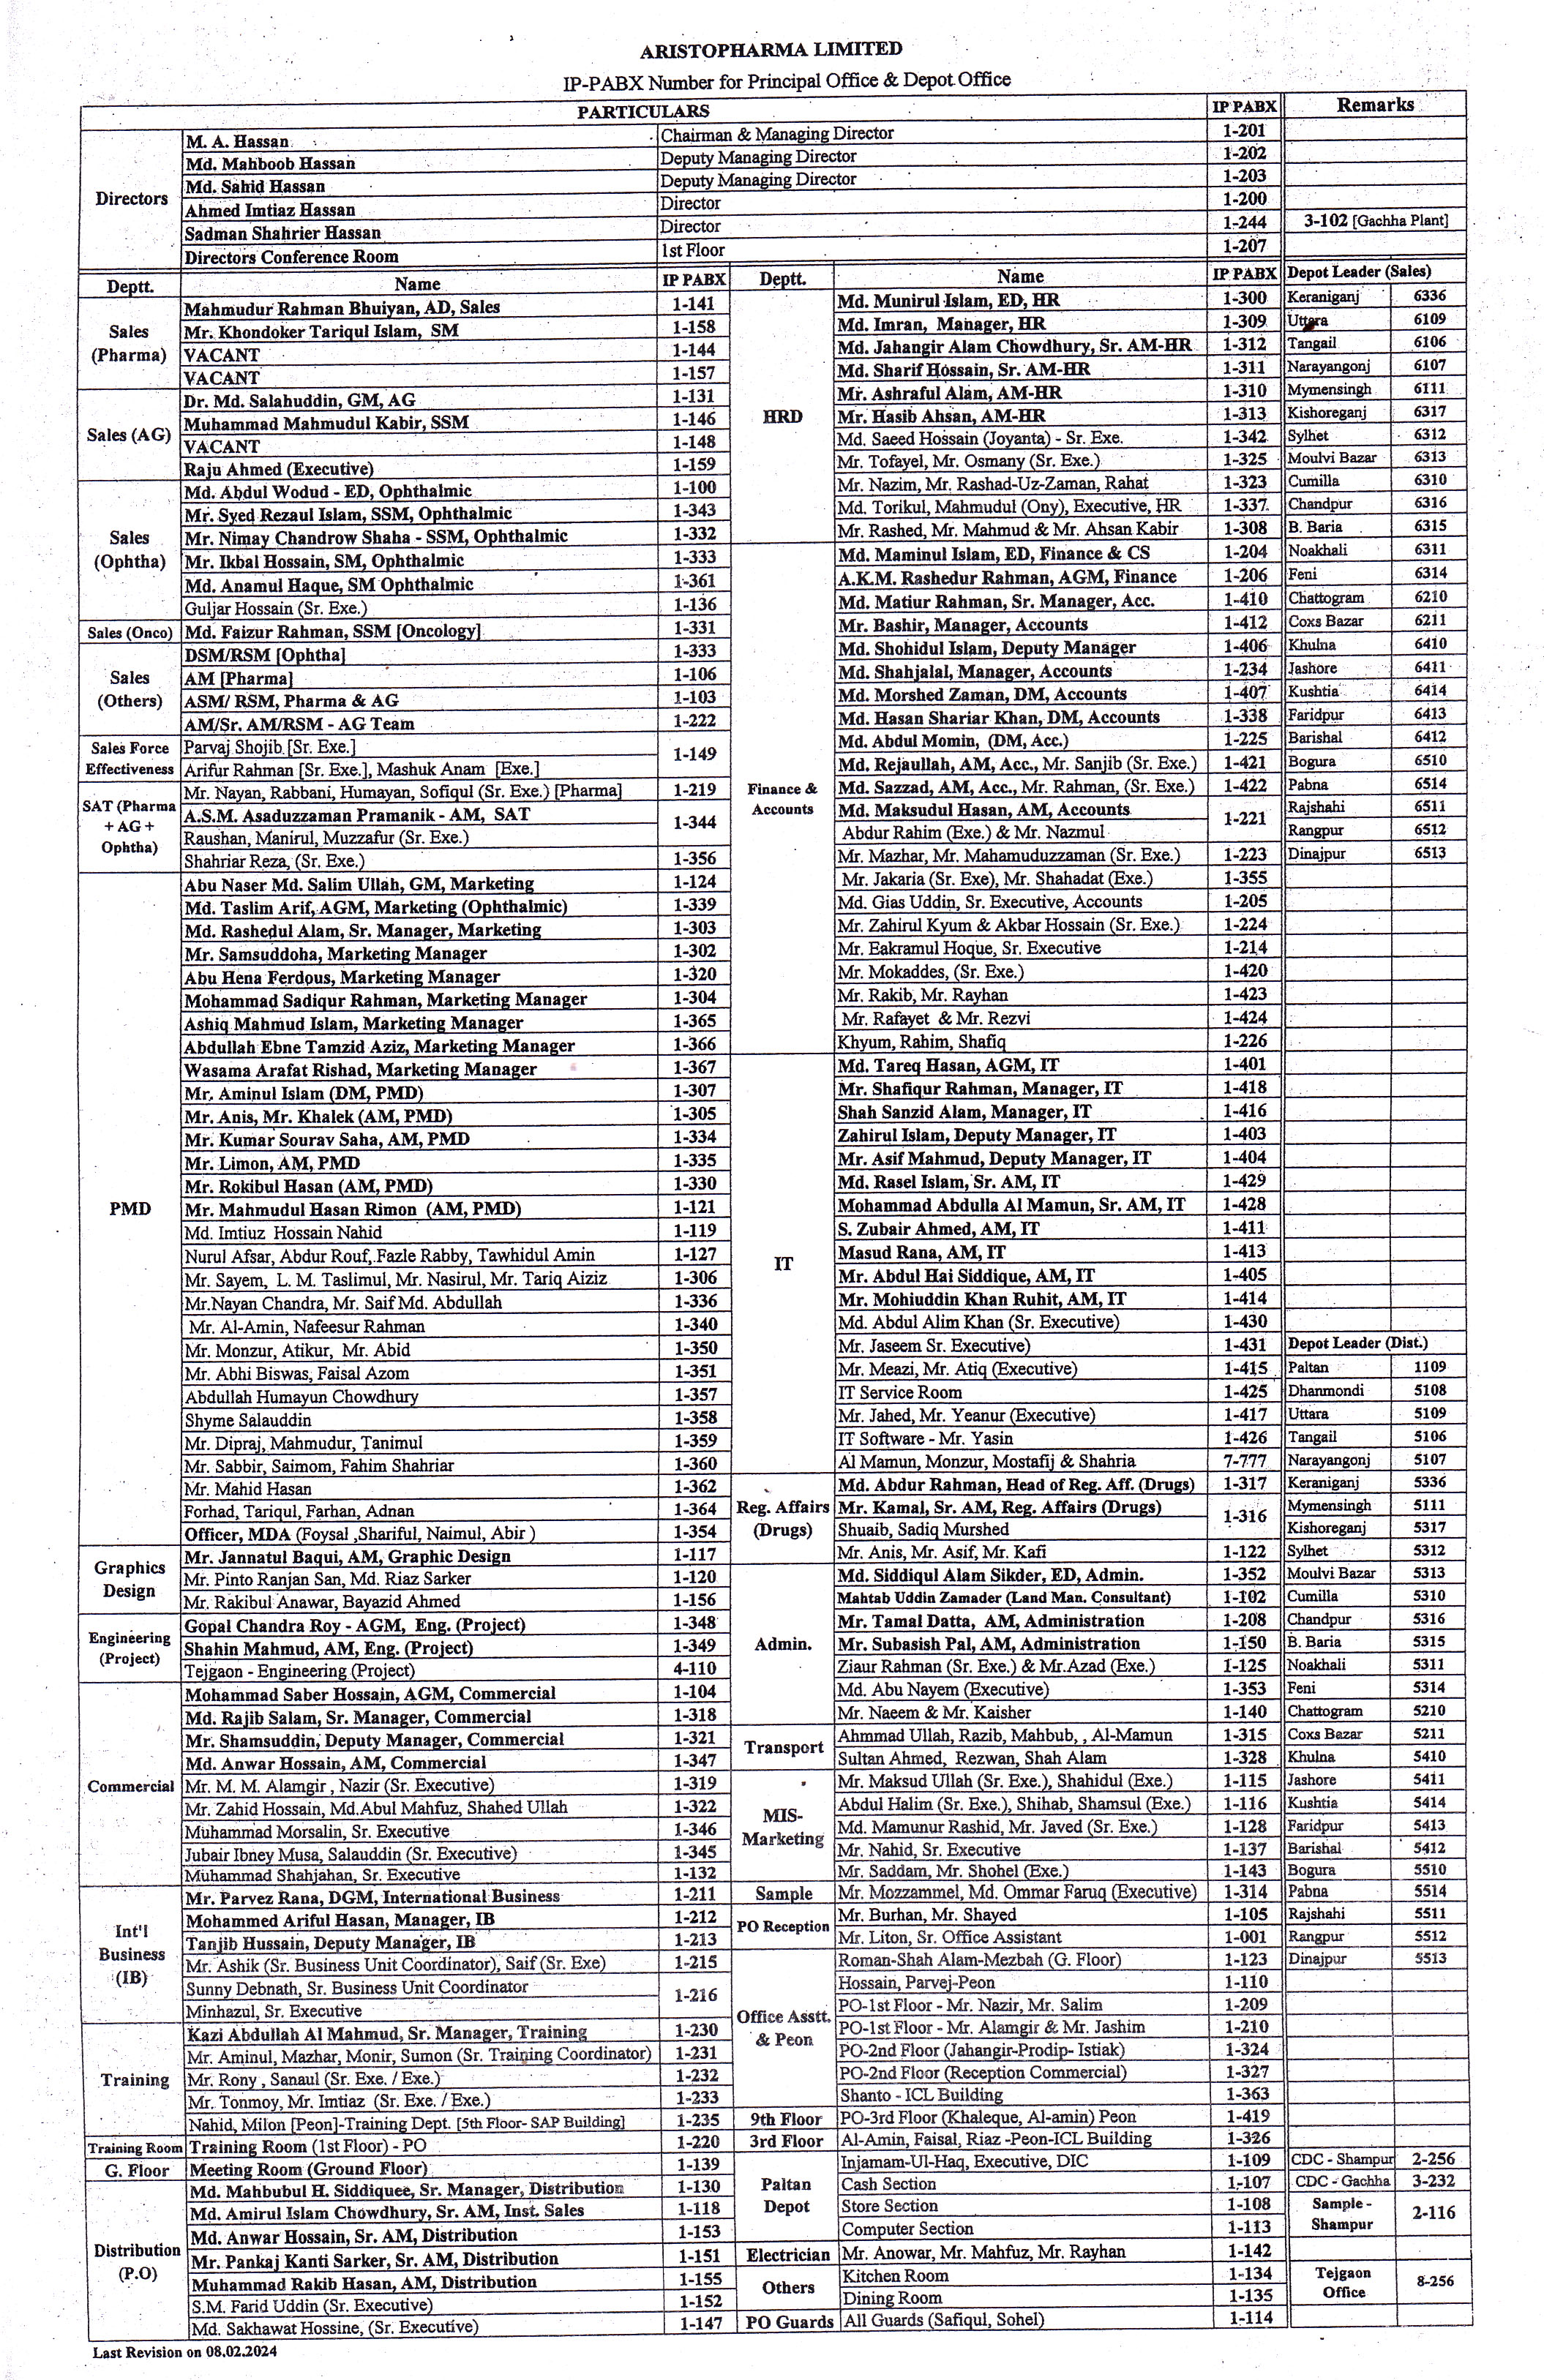 ARISTOPHARMA LIMITED
IP-PABX Number for Principal Office & Depot Office
PARTICULARS IP PABX Remarks
Directors
M. A. Hassan Chairman & Managing Director 1-201
Md. Mahboob Hassan Deputy Managing Director 1-202
Md. Sahid Hassan Deputy Managing Director 1-203
Ahmed Imtiaz Hassan Director 1-200
Sadman Shahrier Hassan Director 1-244 3-102 [Gachha Plant]
Directors Conference Room 1st Floor 1-207
Deptt. Name IP PABX
Sales (Pharma)
Mahmudur Rahman Bhuiyan, AD, Sales 1-141
Mr. Khondoker Tariqul Islam, SM 1-158
VACANT 1-144
VACANT 1-157
Sales (AG)
Dr. Md. Salahuddin, GM, AG 1-131
Muhammad Mahmudul Kabir, SSM 1-146
VACANT 1-148
Raju Ahmed (Executive) 1-159
Sales (Ophtha)
Md. Abdul Wodud - ED, Ophthalmic 1-100
Mr. Syed Rezaul Islam, SSM, Ophthalmic 1-343
Mr. Nimay Chandrow Shaha - SSM, Ophthalmic 1-332
Mr. Ikbal Hossain, SM, Ophthalmic 1-333
Md. Anamul Haque, SM Ophthalmic 1-361
Guljar Hossain (Sr. Exe.) 1-136
Sales (Onco) Md. Faizur Rahman, SSM [Oncology] 1-331
Sales (Others)
DSM/RSM [Ophtha] 1-333
AM [Pharma] 1-106
ASM/ RSM, Pharma & AG 1-103
AM/Sr. AM/RSM - AG Team 1-222
Sales Force Effectiveness
Parvaj Shojib [Sr. Exe.] 1-149
Arifur Rahman [Sr. Exe.], Mashuk Anam [Exe.]
SAT (Pharma + AG + Ophtha)
Mr. Nayan, Rabbani, Humayan, Sofiqul (Sr. Exe.) [Pharma] 1-219
A.S.M. Asaduzzaman Pramanik - AM, SAT 1-344
Raushan, Manirul, Muzzafur (Sr. Exe.)
Shahriar Reza, (Sr. Exe.) 1-356
PMD
Abu Naser Md. Salim Ullah, GM, Marketing 1-124
Md. Taslim Arif, AGM, Marketing (Ophthalmic) 1-339
Md. Rashedul Alam, Sr. Manager, Marketing 1-303
Mr. Samsuddoha, Marketing Manager 1-302
Abu Hena Ferdous, Marketing Manager 1-320
Mohammad Sadiqur Rahman, Marketing Manager 1-304
Ashiq Mahmud Islam, Marketing Manager 1-365
Abdullah Ebne Tamzid Aziz, Marketing Manager 1-366
Wasama Arafat Rishad, Marketing Manager 1-367
Mr. Aminul Islam (DM, PMD) 1-307
Mr. Anis, Mr. Khalek (AM, PMD) 1-305
Mr. Kumar Sourav Saha, AM, PMD 1-334
Mr. Limon, AM, PMD 1-335
Mr. Rokibul Hasan (AM, PMD) 1-330
Mr. Mahmudul Hasan Rimon (AM, PMD) 1-121
Md. Imtiuz Hossain Nahid 1-119
Nurul Afsar, Abdur Rouf, Fazle Rabby, Tawhidul Amin 1-127
Mr. Sayem, L. M. Taslimul, Mr. Nasirul, Mr. Tariq Aiziz 1-306
Mr.Nayan Chandra, Mr. Saif Md. Abdullah 1-336
Mr. Al-Amin, Nafeesur Rahman 1-340
Mr. Monzur, Atikur, Mr. Abid 1-350
Mr. Abhi Biswas, Faisal Azom 1-351
Abdullah Humayun Chowdhury 1-357
Shyme Salauddin 1-358
Mr. Dipraj, Mahmudur, Tanimul 1-359
Mr. Sabbir, Saimom, Fahim Shahriar 1-360
Mr. Mahid Hasan 1-362
Forhad, Tariqul, Farhan, Adnan 1-364
Officer, MDA (Foysal ,Shariful, Naimul, Abir ) 1-354
Graphics Design
Mr. Jannatul Baqui, AM, Graphic Design 1-117
Mr. Pinto Ranjan San, Md. Riaz Sarker 1-120
Mr. Rakibul Anawar, Bayazid Ahmed 1-156
Engineering (Project)
Gopal Chandra Roy - AGM, Eng. (Project) 1-348
Shahin Mahmud, AM, Eng. (Project) 1-349
Tejgaon - Engineering (Project) 4-110
Commercial
Mohammad Saber Hossain, AGM, Commercial 1-104
Md. Rajib Salam, Sr. Manager, Commercial 1-318
Mr. Shamsuddin, Deputy Manager, Commercial 1-321
Md. Anwar Hossain, AM, Commercial 1-347
Mr. M. M. Alamgir , Nazir (Sr. Executive) 1-319
Mr. Zahid Hossain, Md.Abul Mahfuz, Shahed Ullah 1-322
Muhammad Morsalin, Sr. Executive 1-346
Jubair Ibney Musa, Salauddin (Sr. Executive) 1-345
Muhammad Shahjahan, Sr. Executive 1-132
Int'l Business (IB)
Mr. Parvez Rana, DGM, International Business 1-211
Mohammed Ariful Hasan, Manager, IB 1-212
Tanjib Hussain, Deputy Manager, IB 1-213
Mr. Ashik (Sr. Business Unit Coordinator), Saif (Sr. Exe) 1-215
Sunny Debnath, Sr. Business Unit Coordinator 1-216
Minhazul, Sr. Executive
Training
Kazi Abdullah Al Mahmud, Sr. Manager, Training 1-230
Mr. Aminul, Mazhar, Monir, Sumon (Sr. Training Coordinator) 1-231
Mr. Rony , Sanaul (Sr. Exe. / Exe.) 1-232
Mr. Tonmoy, Mr. Imtiaz (Sr. Exe. / Exe.) 1-233
Nahid, Milon [Peon]-Training Dept. [5th Floor- SAP Building] 1-235
Training Room Training Room (1st Floor) - PO 1-220
G. Floor Meeting Room (Ground Floor) 1-139
Distribution (P.O)
Md. Mahbubul H. Siddiquee, Sr. Manager, Distribution 1-130
Md. Amirul Islam Chowdhury, Sr. AM, Inst. Sales 1-118
Md. Anwar Hossain, Sr. AM, Distribution 1-153
Mr. Pankaj Kanti Sarker, Sr. AM, Distribution 1-151
Muhammad Rakib Hasan, AM, Distribution 1-155
S.M. Farid Uddin (Sr. Executive) 1-152
Md. Sakhawat Hossine, (Sr. Executive) 1-147
Deptt. Name IP PABX
HRD
Md. Munirul Islam, ED, HR 1-300
Md. Imran, Manager, HR 1-309
Md. Jahangir Alam Chowdhury, Sr. AM-HR 1-312
Md. Sharif Hossain, Sr. AM-HR 1-311
Mr. Ashraful Alam, AM-HR 1-310
Mr. Hasib Ahsan, AM-HR 1-313
Md. Saeed Hossain (Joyanta) - Sr. Exe. 1-342
Mr. Tofayel, Mr. Osmany (Sr. Exe.) 1-325
Mr. Nazim, Mr. Rashad-Uz-Zaman, Rahat 1-323
Md. Torikul, Mahmudul (Ony), Executive, HR 1-337
Mr. Rashed, Mr. Mahmud & Mr. Ahsan Kabir 1-308
Finance & Accounts
Md. Maminul Islam, ED, Finance & CS 1-204
A.K.M. Rashedur Rahman, AGM, Finance 1-206
Md. Matiur Rahman, Sr. Manager, Acc. 1-410
Mr. Bashir, Manager, Accounts 1-412
Md. Shohidul Islam, Deputy Manager 1-406
Md. Shahjalal, Manager, Accounts 1-234
Md. Morshed Zaman, DM, Accounts 1-407
Md. Hasan Shariar Khan, DM, Accounts 1-338
Md. Abdul Momin, (DM, Acc.) 1-225
Md. Rejaullah, AM, Acc., Mr. Sanjib (Sr. Exe.) 1-421
Md. Sazzad, AM, Acc., Mr. Rahman, (Sr. Exe.) 1-422
Md. Maksudul Hasan, AM, Accounts 1-221
Abdur Rahim (Exe.) & Mr. Nazmul
Mr. Mazhar, Mr. Mahamuduzzaman (Sr. Exe.) 1-223
Mr. Jakaria (Sr. Exe), Mr. Shahadat (Exe.) 1-355
Md. Gias Uddin, Sr. Executive, Accounts 1-205
Mr. Zahirul Kyum & Akbar Hossain (Sr. Exe.) 1-224
Mr. Eakramul Hoque, Sr. Executive 1-214
Mr. Mokaddes, (Sr. Exe.) 1-420
Mr. Rakib, Mr. Rayhan 1-423
Mr. Rafayet & Mr. Rezvi 1-424
Khyum, Rahim, Shafiq 1-226
IT
Md. Tareq Hasan, AGM, IT 1-401
Mr. Shafiqur Rahman, Manager, IT 1-418
Shah Sanzid Alam, Manager, IT 1-416
Zahirul Islam, Deputy Manager, IT 1-403
Mr. Asif Mahmud, Deputy Manager, IT 1-404
Md. Rasel Islam, Sr. AM, IT 1-429
Mohammad Abdulla Al Mamun, Sr. AM, IT 1-428
S. Zubair Ahmed, AM, IT 1-411
Masud Rana, AM, IT 1-413
Mr. Abdul Hai Siddique, AM, IT 1-405
Mr. Mohiuddin Khan Ruhit, AM, IT 1-414
Md. Abdul Alim Khan (Sr. Executive) 1-430
Mr. Jaseem Sr. Executive) 1-431
Mr. Meazi, Mr. Atiq (Executive) 1-415
IT Service Room 1-425
Mr. Jahed, Mr. Yeanur (Executive) 1-417
IT Software - Mr. Yasin 1-426
Al Mamun, Monzur, Mostafij & Shahria 7-777
Reg. Affairs (Drugs)
Md. Abdur Rahman, Head of Reg. Aff. (Drugs) 1-317
Mr. Kamal, Sr. AM, Reg. Affairs (Drugs) 1-316
Shuaib, Sadiq Murshed
Mr. Anis, Mr. Asif, Mr. Kafi 1-122
Admin.
Md. Siddiqul Alam Sikder, ED, Admin. 1-352
Mahtab Uddin Zamader (Land Man. Consultant) 1-102
Mr. Tamal Datta, AM, Administration 1-208
Mr. Subasish Pal, AM, Administration 1-150
Ziaur Rahman (Sr. Exe.) & Mr.Azad (Exe.) 1-125
Md. Abu Nayem (Executive) 1-353
Mr. Naeem & Mr. Kaisher 1-140
Transport
Ahmmad Ullah, Razib, Mahbub, , Al-Mamun 1-315
Sultan Ahmed, Rezwan, Shah Alam 1-328
MIS- Marketing
Mr. Maksud Ullah (Sr. Exe.), Shahidul (Exe.) 1-115
Abdul Halim (Sr. Exe.), Shihab, Shamsul (Exe.) 1-116
Md. Mamunur Rashid, Mr. Javed (Sr. Exe.) 1-128
Mr. Nahid, Sr. Executive 1-137
Mr. Saddam, Mr. Shohel (Exe.) 1-143
Sample Mr. Mozzammel, Md. Ommar Faruq (Executive) 1-314
PO Reception
Mr. Burhan, Mr. Shayed 1-105
Mr. Liton, Sr. Office Assistant 1-001
Office Asstt. & Peon
Roman-Shah Alam-Mezbah (G. Floor) 1-123
Hossain, Parvej-Peon 1-110
PO-1st Floor - Mr. Nazir, Mr. Salim 1-209
PO-1st Floor - Mr. Alamgir & Mr. Jashim 1-210
PO-2nd Floor (Jahangir-Prodip- Istiak) 1-324
PO-2nd Floor (Reception Commercial) 1-327
Shanto - ICL Building 1-363
9th Floor PO-3rd Floor (Khaleque, Al-amin) Peon 1-419
3rd Floor Al-Amin, Faisal, Riaz -Peon-ICL Building 1-326
Paltan Depot
Injamam-Ul-Haq, Executive, DIC 1-109
Cash Section 1-107
Store Section 1-108
Computer Section 1-113
Electrician Mr. Anowar, Mr. Mahfuz, Mr. Rayhan 1-142
Others
Kitchen Room 1-134
Dining Room 1-135
PO Guards All Guards (Safiqul, Sohel) 1-114
Depot Leader (Sales)
Keraniganj 6336
Uttara 6109
Tangail 6106
Narayangonj 6107
Mymensingh 6111
Kishoreganj 6317
Sylhet 6312
Moulvi Bazar 6313
Cumilla 6310
Chandpur 6316
B. Baria 6315
Noakhali 6311
Feni 6314
Chattogram 6210
Coxs Bazar 6211
Khulna 6410
Jashore 6411
Kushtia 6414
Faridpur 6413
Barishal 6412
Bogura 6510
Pabna 6514
Rajshahi 6511
Rangpur 6512
Dinajpur 6513
Depot Leader (Dist.)
Paltan 1109
Dhanmondi 5108
Uttara 5109
Tangail 5106
Narayangonj 5107
Keraniganj 5336
Mymensingh 5111
Kishoreganj 5317
Sylhet 5312
Moulvi Bazar 5313
Cumilla 5310
Chandpur 5316
B. Baria 5315
Noakhali 5311
Feni 5314
Chattogram 5210
Coxs Bazar 5211
Khulna 5410
Jashore 5411
Kushtia 5414
Faridpur 5413
Barishal 5412
Bogura 5510
Pabna 5514
Rajshahi 5511
Rangpur 5512
Dinajpur 5513
CDC - Shampur 2-256
CDC - Gachha 3-232
Sample - Shampur 2-116
Tejgaon Office 8-256
Last Revision on 08.02.2024